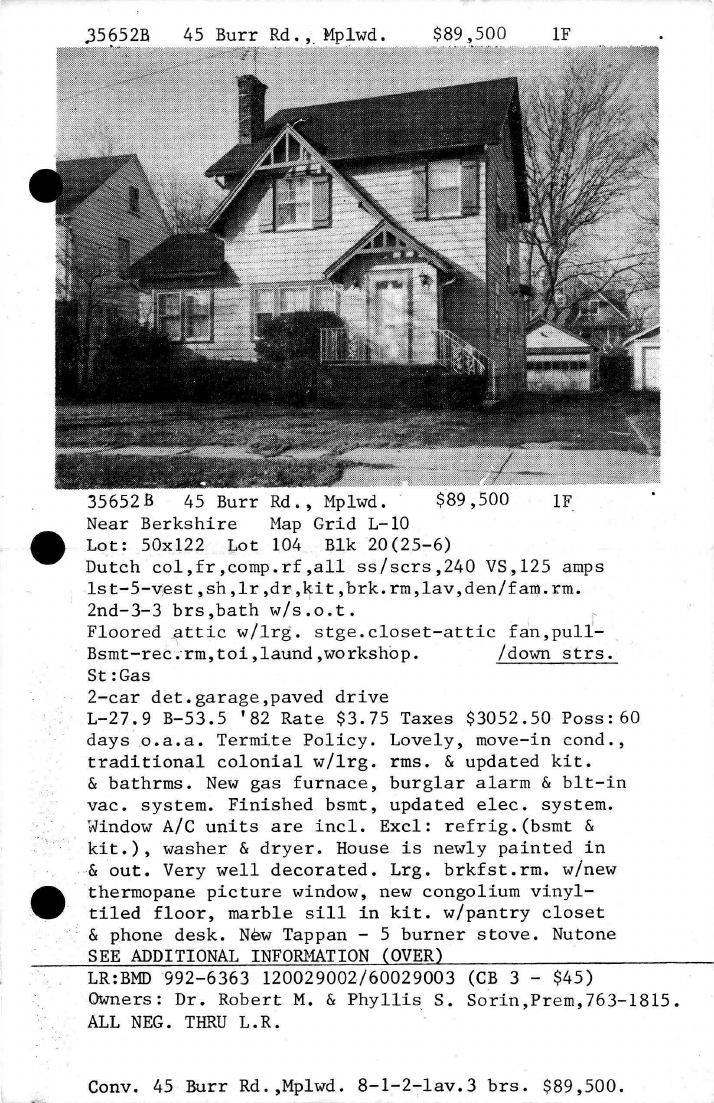 35652B 45 Burr Rd., Mplwd. $89,500 1F
35652B 45 Burr Rd., Mplwd. $89,500 1F
Near Berkshire Map Grid L-10
Lot: 50x122 Lot 104 Blk 20(25-6)
Dutch col,fr,comp.rf,all ss/scrs,240 VS,125 amps
1st-5-vest,sh,lr,dr,kit,brk.rm,lav,den/fam.rm.
2nd-3-3 brs,bath w/s.o.t.
Floored attic w/lrg. stge.closet-attic fan,pull-
Bsmt-rec.rm,toi,laund,workshop. /down strs.
St:Gas
2-car det.garage,paved drive
L-27.9 B-53.5 '82 Rate $3.75 Taxes $3052.50 Poss:60
days o.a.a. Termite Policy. Lovely, move-in cond.,
traditional colonial w/lrg. rms. & updated kit.
& bathrms. New gas furnace, burglar alarm & blt-in
vac. system. Finished bsmt, updated elec. system.
Window A/C units are incl. Excl: refrig.(bsmt &
kit.), washer & dryer. House is newly painted in
& out. Very well decorated. Lrg. brkfst.rm. w/new
thermopane picture window, new congolium vinyl-
tiled floor, marble sill in kit. w/pantry closet
& phone desk. New Tappan - 5 burner stove. Nutone
SEE ADDITIONAL INFORMATION (OVER)
LR:BMD 992-6363 120029002/60029003 (CB 3 - $45)
Owners: Dr. Robert M. & Phyllis S. Sorin,Prem,763-1815.
ALL NEG. THRU L.R.
Conv. 45 Burr Rd.,Mplwd. 8-1-2-lav.3 brs. $89,500.